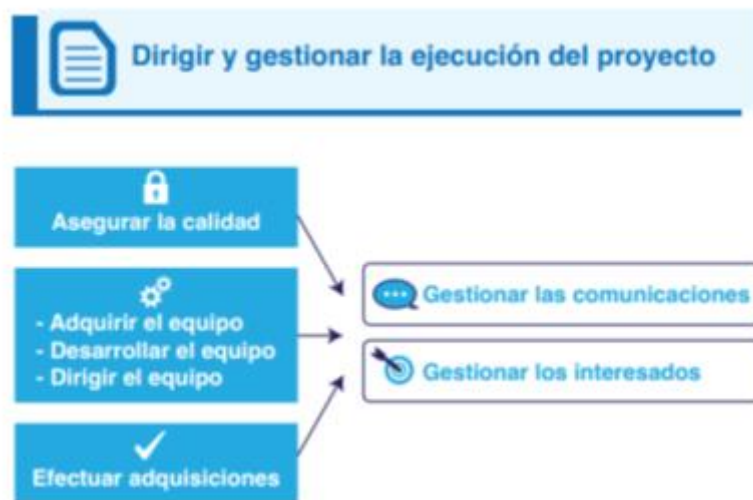 Dirigir y gestionar la ejecución del proyecto
Asegurar la calidad
- Adquirir el equipo
- Desarrollar el equipo
- Dirigir el equipo
Efectuar adquisiciones
Gestionar las comunicaciones
Gestionar los interesados